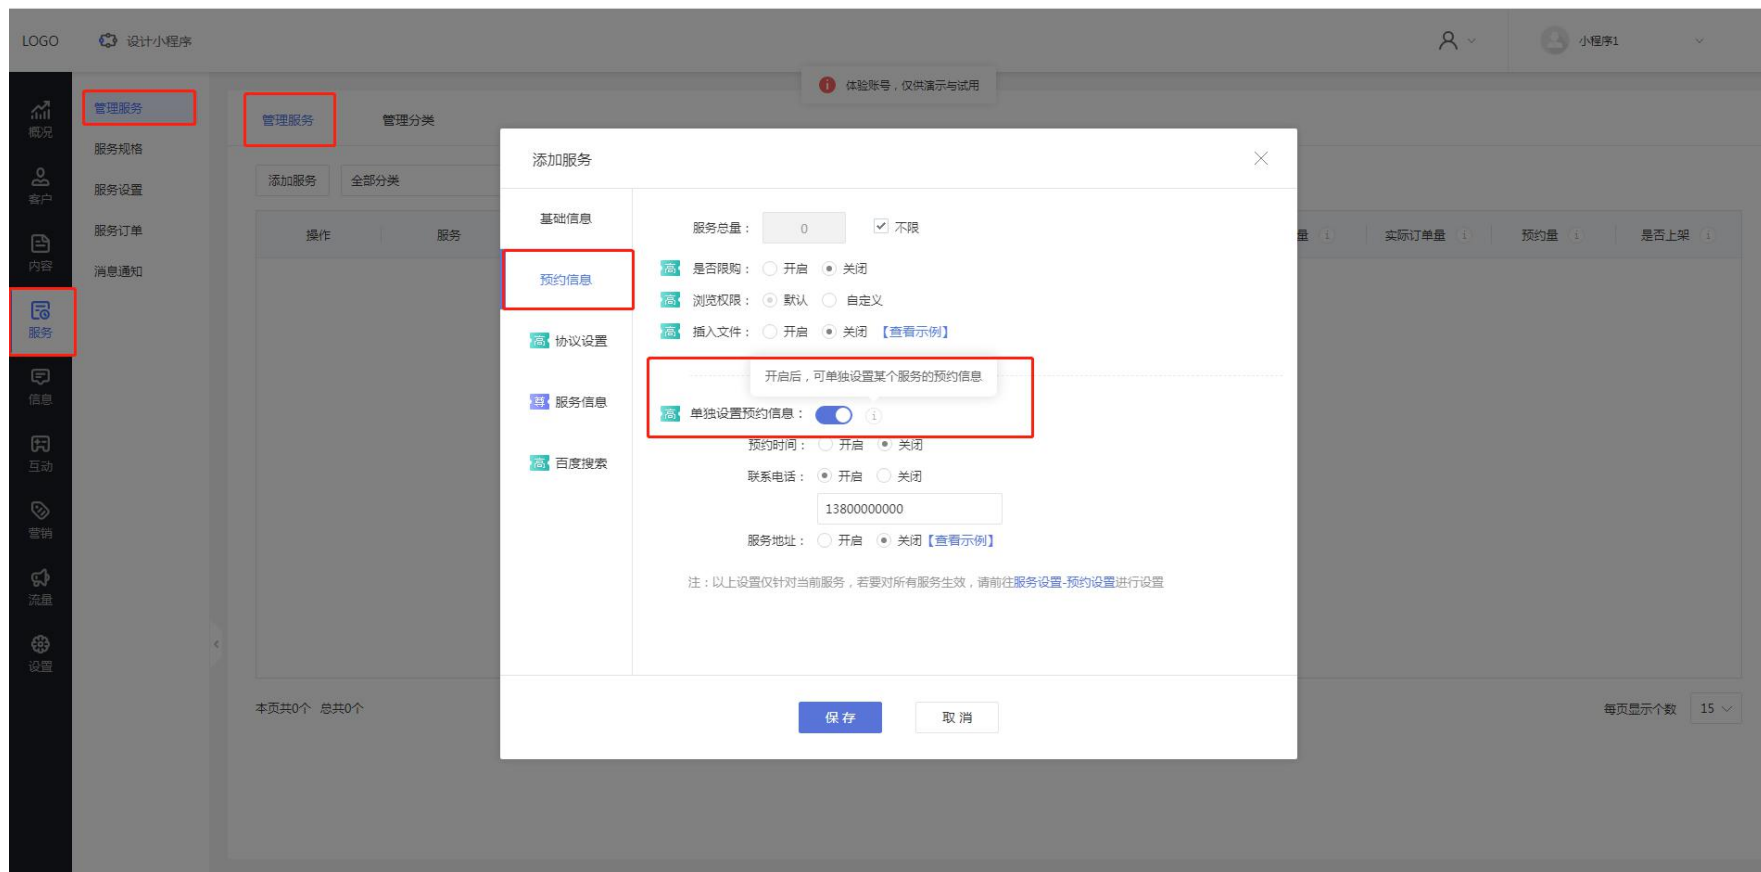 LOGO 设计小程序 小程序1
体验账号，仅供演示与试用
概况
客户
内容
服务
信息
互动
营销
流量
设置
管理服务
服务规格
服务设置
服务订单
消息通知
管理服务 管理分类
添加服务 全部分类
操作 服务 量 实际订单量 预约量 是否上架
添加服务
基础信息
预约信息
高 协议设置
尊 服务信息
高 百度搜索
服务总量： 0 不限
高 是否限购： 开启 关闭
高 浏览权限： 默认 自定义
高 插入文件： 开启 关闭 【查看示例】
开启后，可单独设置某个服务的预约信息
高 单独设置预约信息：
预约时间： 开启 关闭
联系电话： 开启 关闭
13800000000
服务地址： 开启 关闭【查看示例】
注：以上设置仅针对当前服务，若要对所有服务生效，请前往服务设置-预约设置进行设置
保存 取消
本页共0个 总共0个 每页显示个数 15